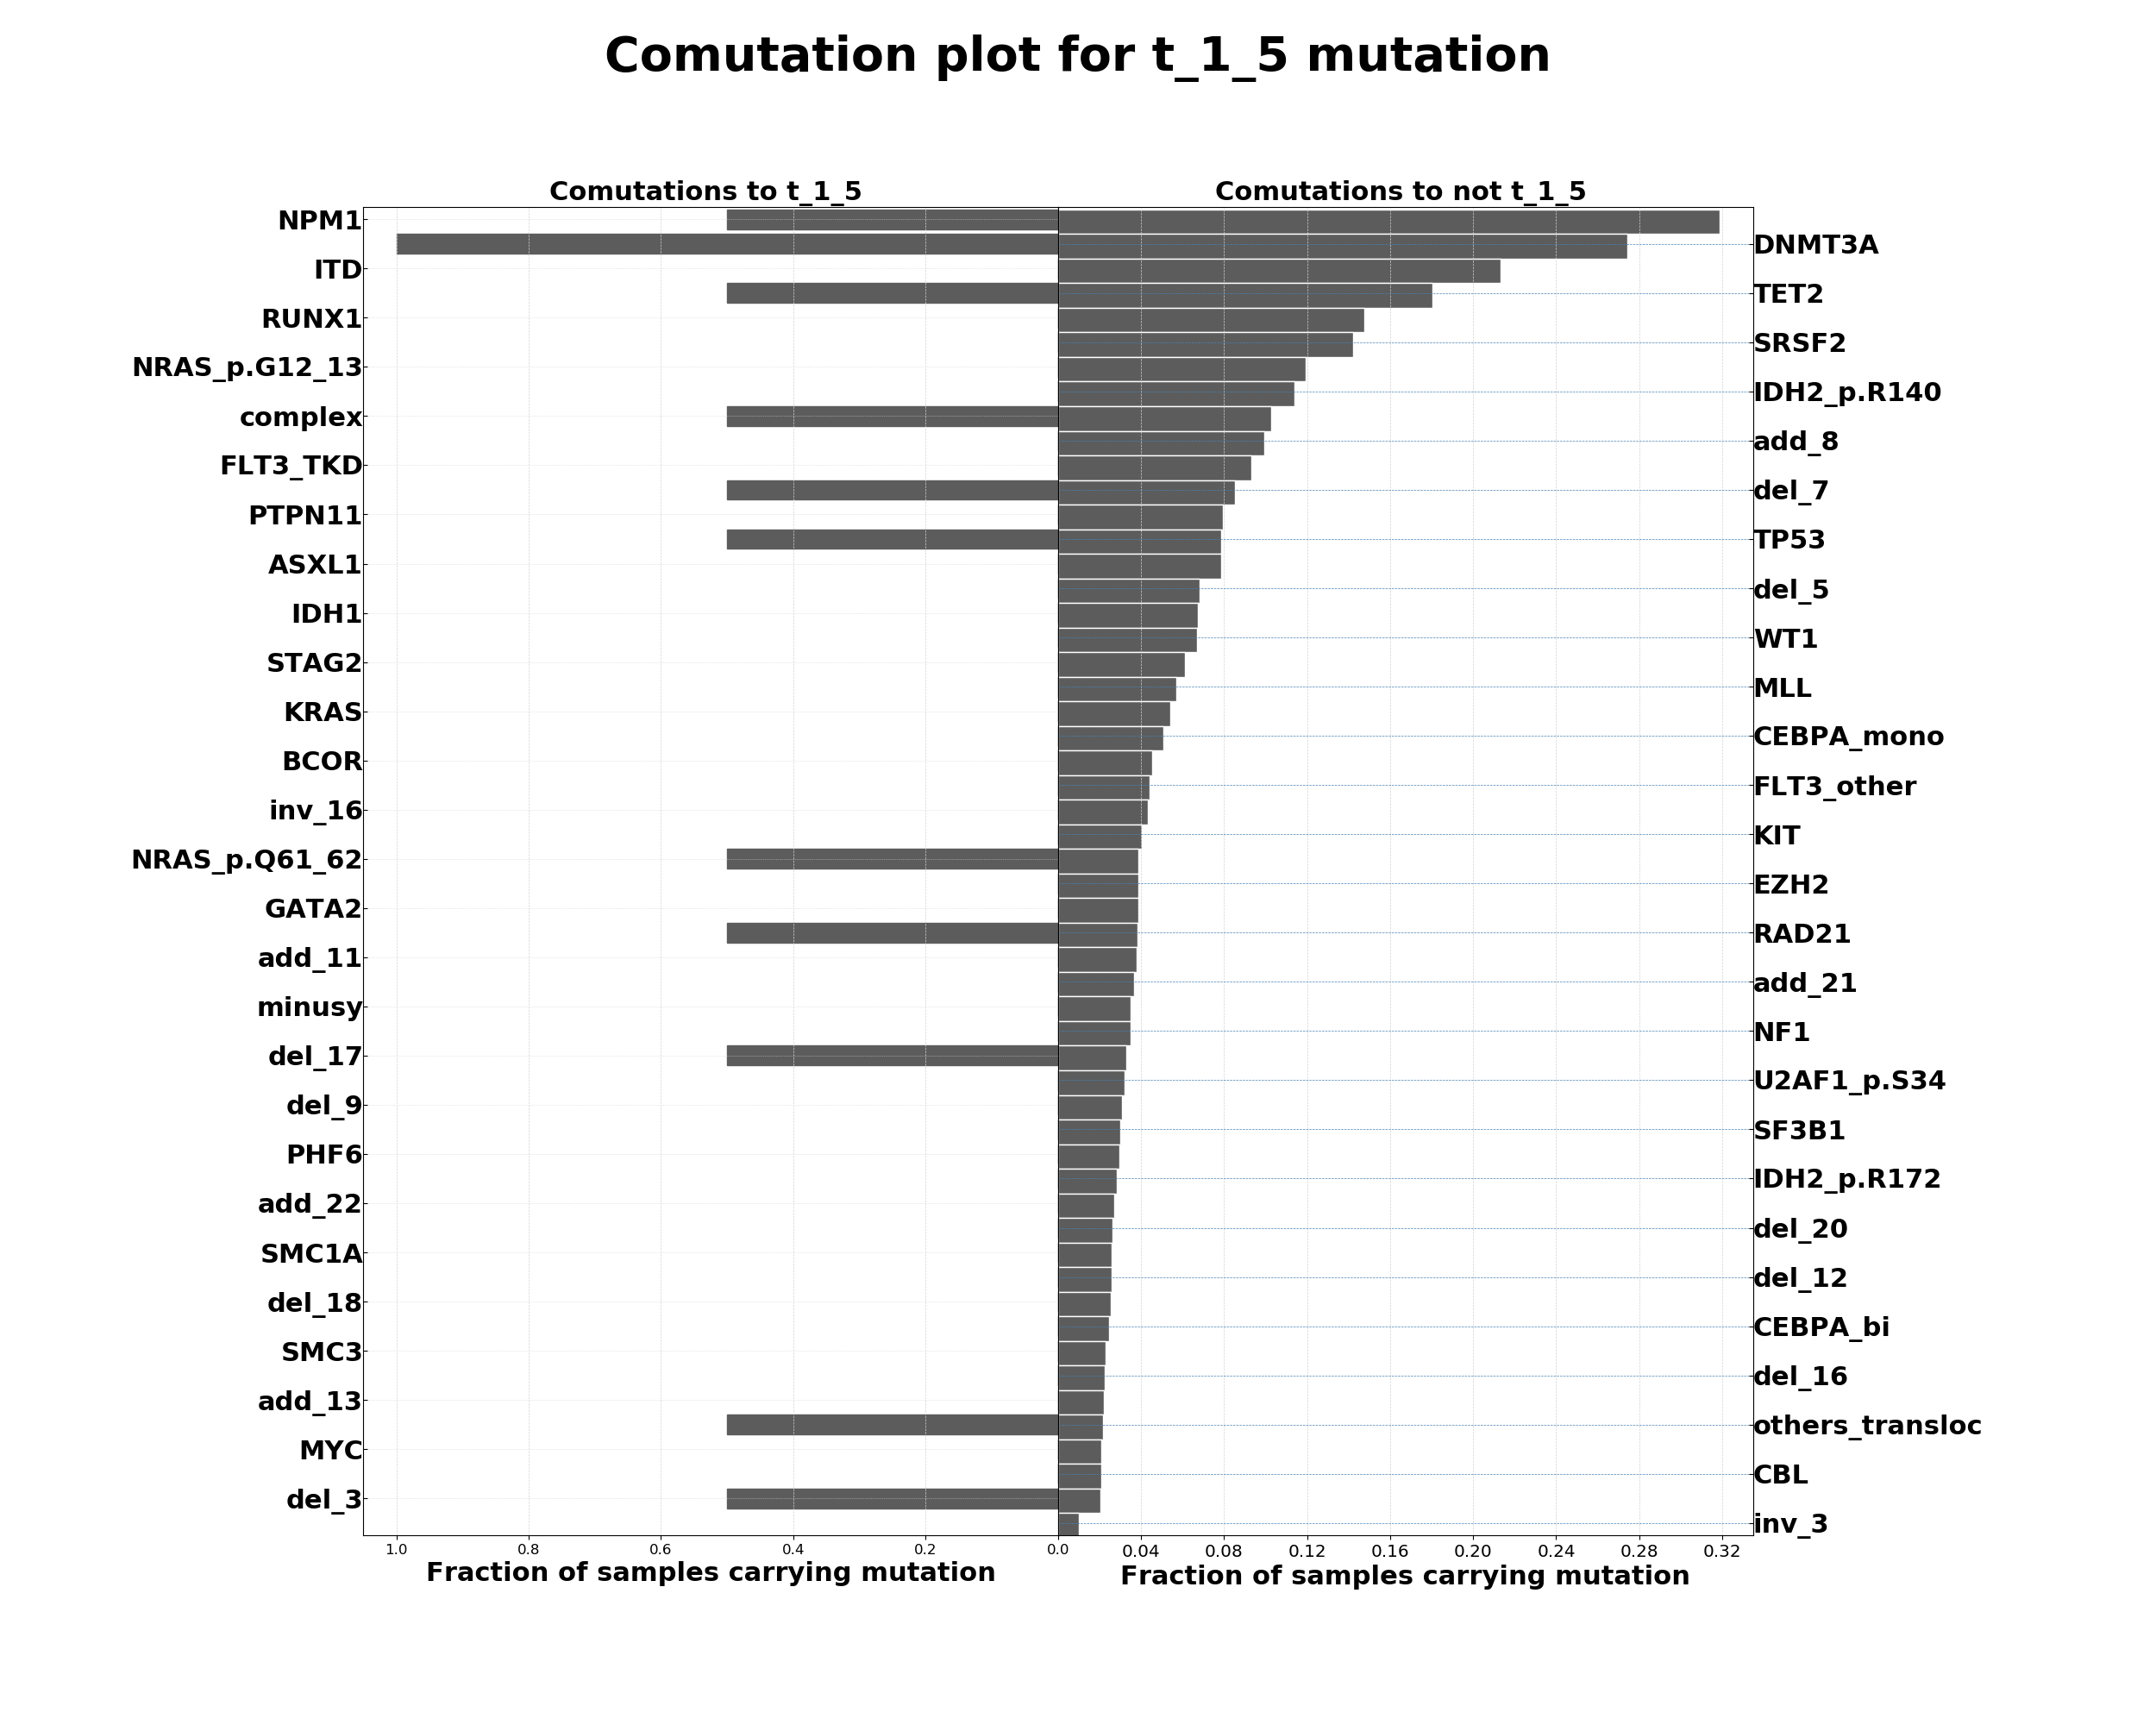 Comutation plot for t_1_5 mutation
Comutations to t_1_5
Comutations to not t_1_5
NPM1
DNMT3A
ITD
TET2
RUNX1
SRSF2
NRAS_p.G12_13
IDH2_p.R140
complex
add_8
FLT3_TKD
del_7
PTPN11
TP53
ASXL1
del_5
IDH1
WT1
STAG2
MLL
KRAS
CEBPA_mono
BCOR
FLT3_other
inv_16
KIT
NRAS_p.Q61_62
EZH2
GATA2
RAD21
add_11
add_21
minusy
NF1
del_17
U2AF1_p.S34
del_9
SF3B1
PHF6
IDH2_p.R172
add_22
del_20
SMC1A
del_12
del_18
CEBPA_bi
SMC3
del_16
add_13
others_transloc
MYC
CBL
del_3
inv_3
1.0 0.8 0.6 0.4 0.2 0.0 0.04 0.08 0.12 0.16 0.20 0.24 0.28 0.32
Fraction of samples carrying mutation
Fraction of samples carrying mutation